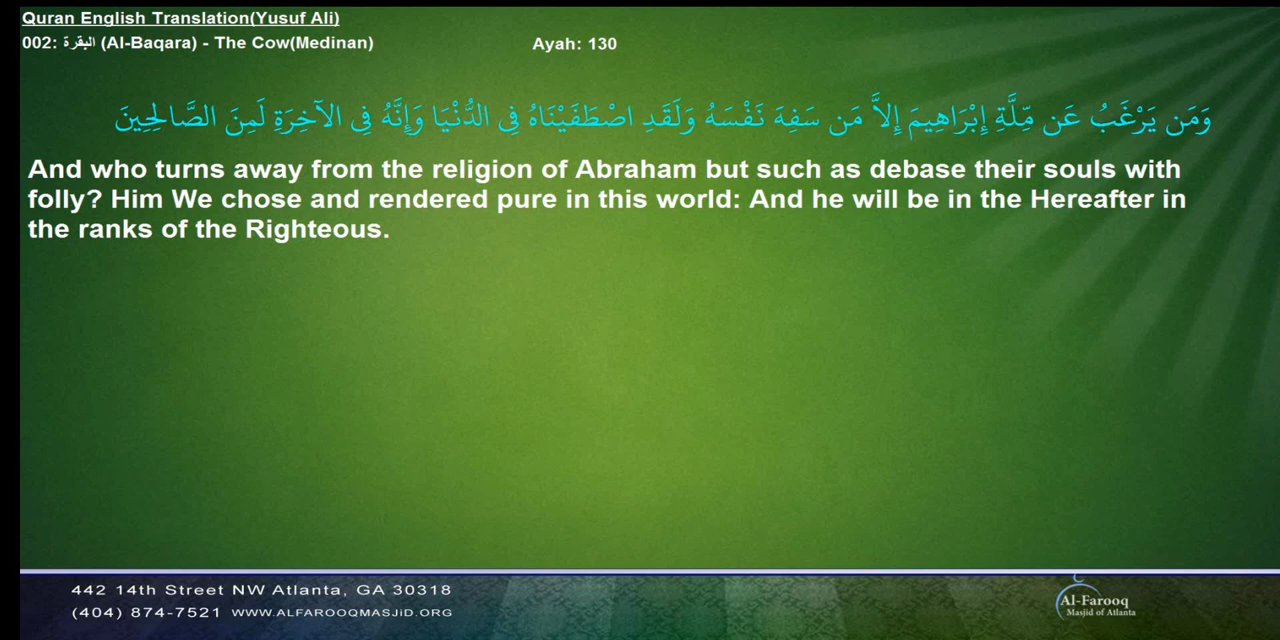 Quran English Translation(Yusuf Ali)
002: البقرة (Al-Baqara) - The Cow(Medinan)
Ayah: 130
وَمَن يَرْغَبُ عَن مِّلَّةِ إِبْرَاهِيمَ إِلاَّ مَن سَفِهَ نَفْسَهُ وَلَقَدِ اصْطَفَيْنَاهُ فِي الدُّنْيَا وَإِنَّهُ فِي الآخِرَةِ لَمِنَ الصَّالِحِينَ
And who turns away from the religion of Abraham but such as debase their souls with
folly? Him We chose and rendered pure in this world: And he will be in the Hereafter in
the ranks of the Righteous.
442 14th Street NW Atlanta, GA 30318
(404) 874-7521 WWW.ALFAROOQMASJiD.ORG
Al-Farooq
Masjid of Atlanta